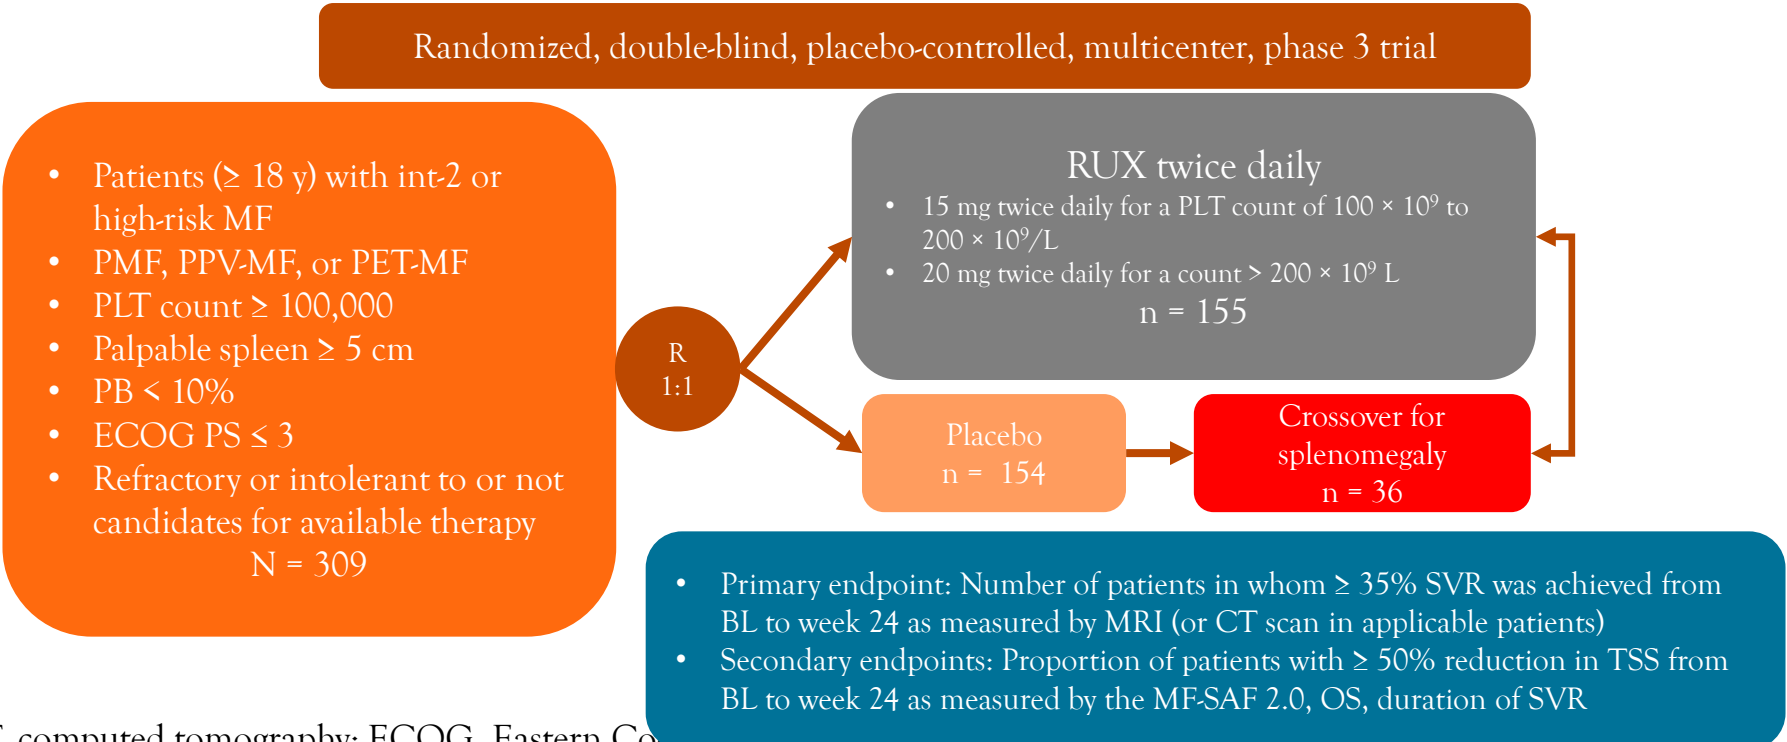 Randomized, double-blind, placebo-controlled, multicenter, phase 3 trial
• Patients (≥ 18 y) with int-2 or
high-risk MF
• PMF, PPV-MF, or PET-MF
• PLT count ≥ 100,000
• Palpable spleen ≥ 5 cm
• PB < 10%
• ECOG PS ≤ 3
• Refractory or intolerant to or not
candidates for available therapy
N = 309
R
1:1
RUX twice daily
• 15 mg twice daily for a PLT count of 100 × 10⁹ to
200 × 10⁹/L
• 20 mg twice daily for a count > 200 × 10⁹ L
n = 155
Placebo
n = 154
Crossover for
splenomegaly
n = 36
• Primary endpoint: Number of patients in whom ≥ 35% SVR was achieved from
BL to week 24 as measured by MRI (or CT scan in applicable patients)
• Secondary endpoints: Proportion of patients with ≥ 50% reduction in TSS from
BL to week 24 as measured by the MF-SAF 2.0, OS, duration of SVR
computed tomography; ECOG, Eastern